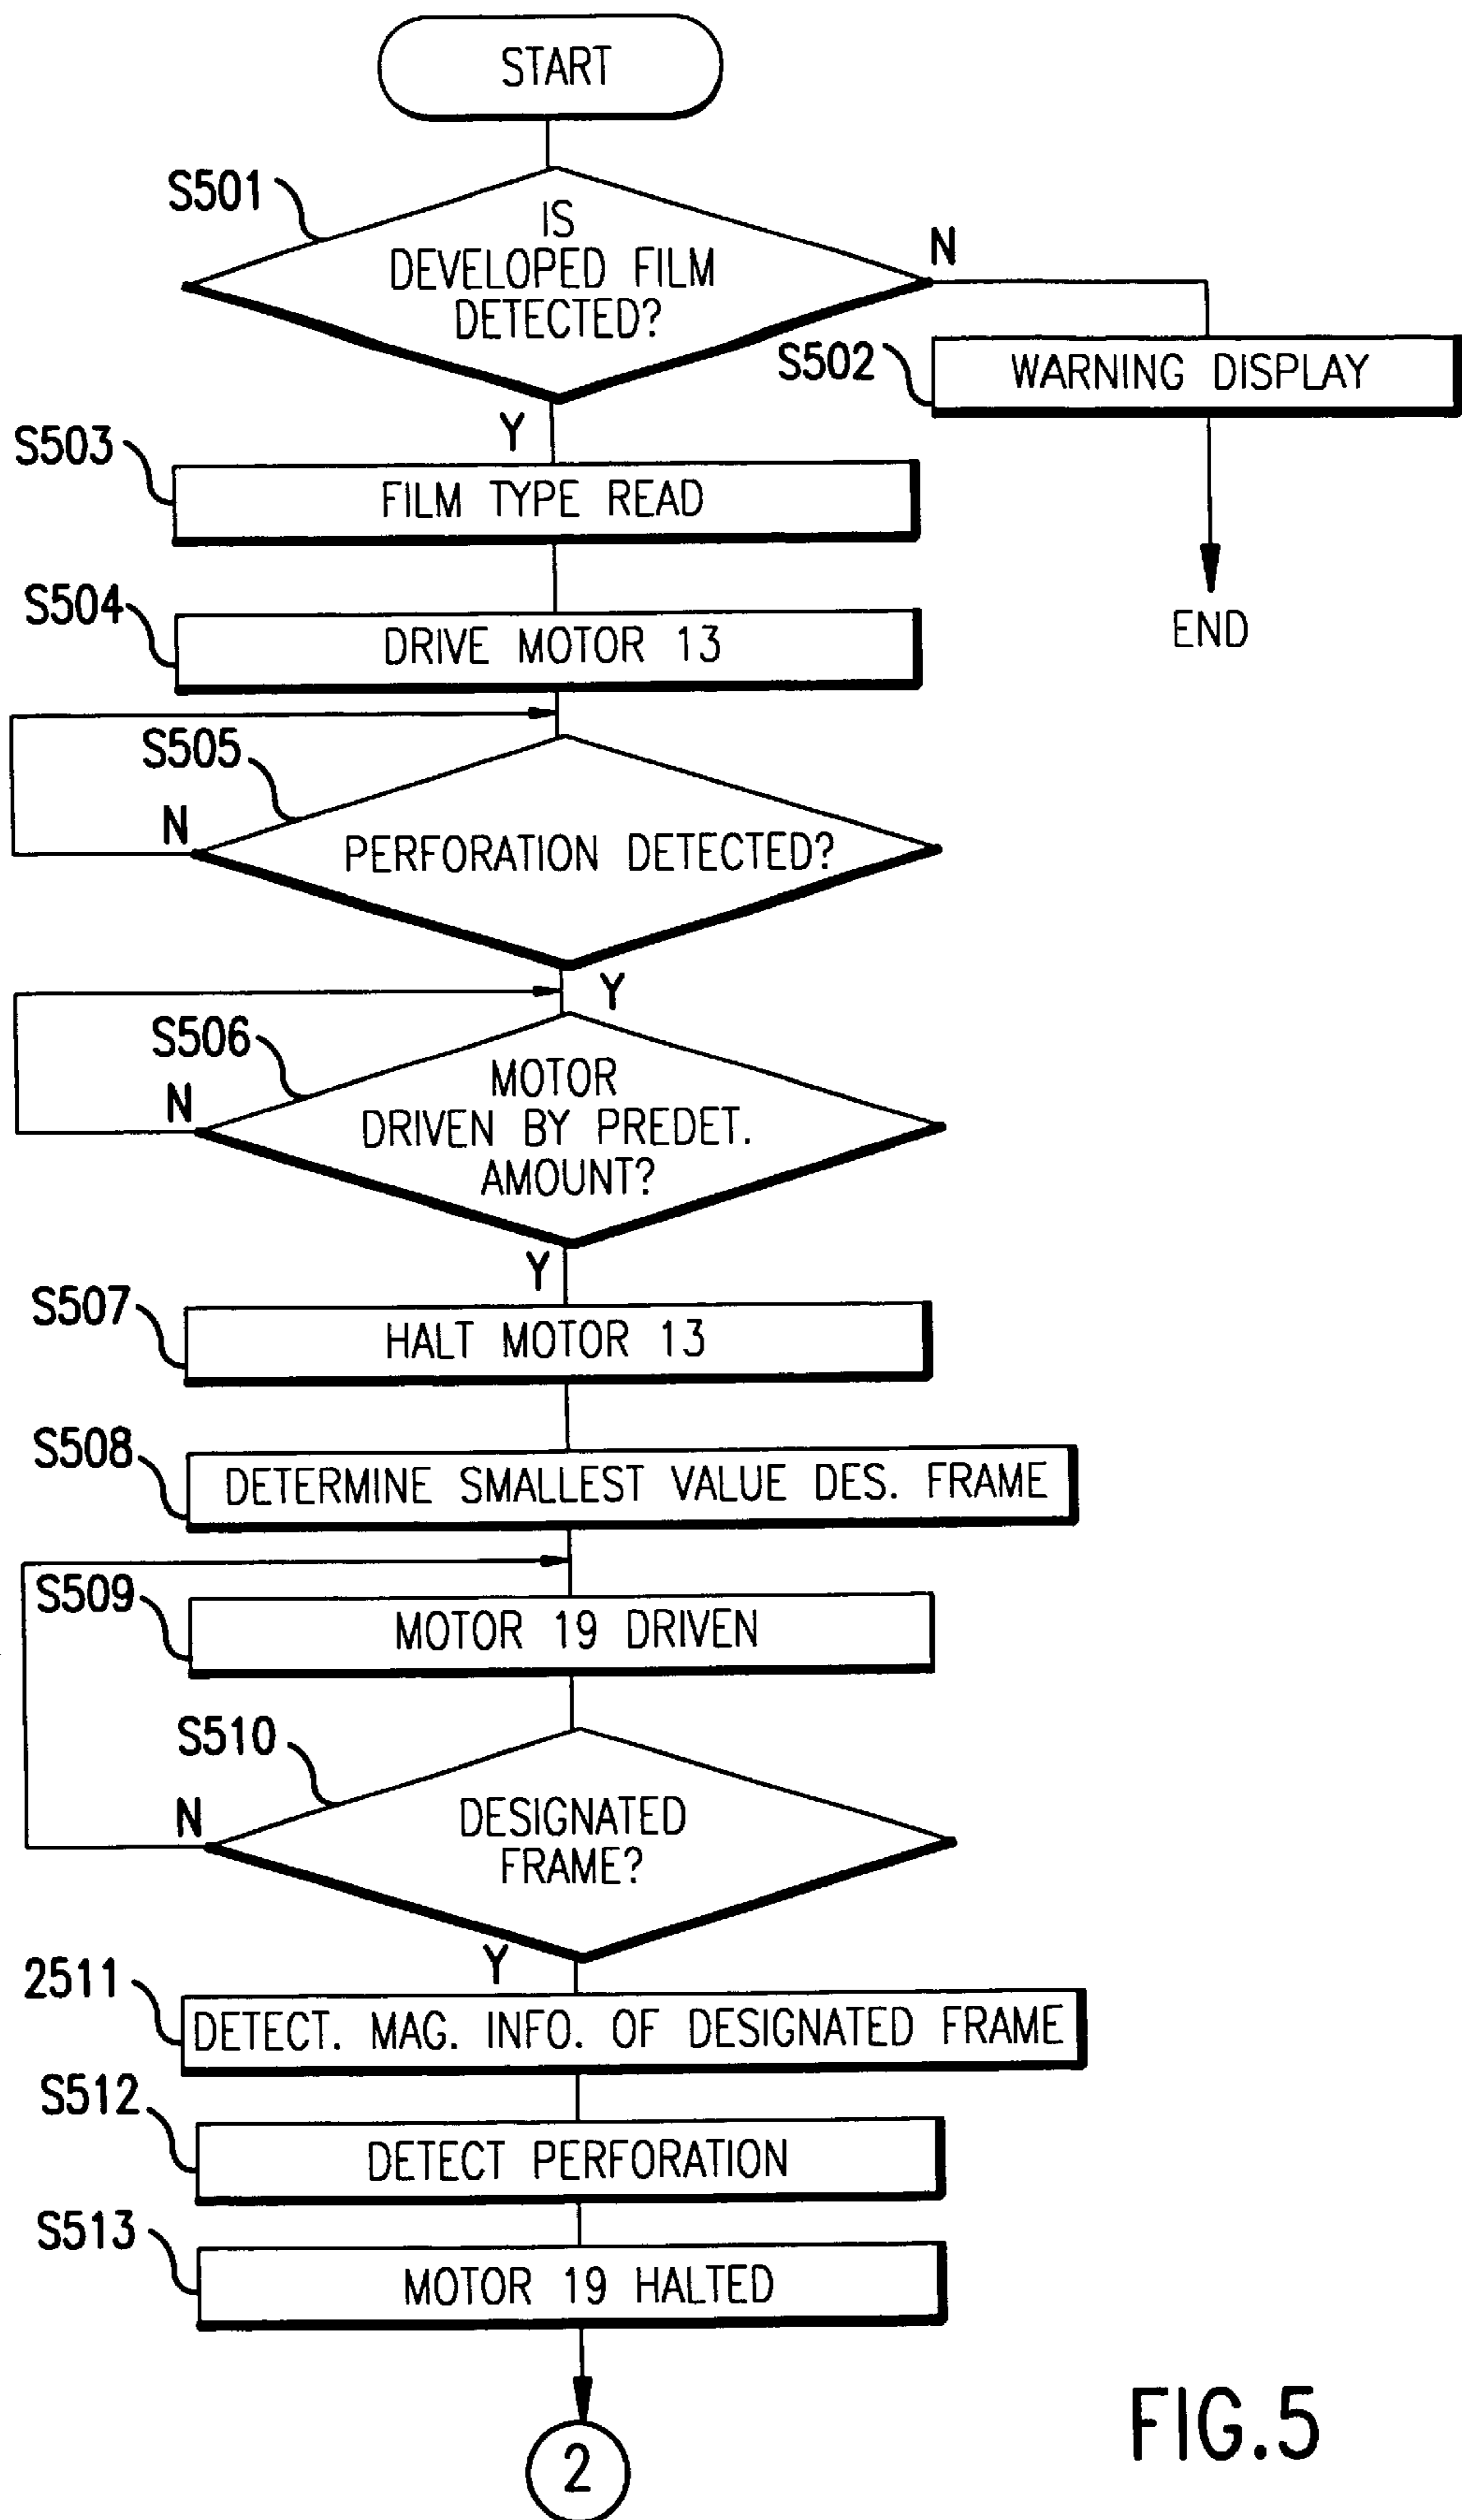 START
S501
IS
DEVELOPED FILM
DETECTED?
N
S502
WARNING DISPLAY
Y
S503
FILM TYPE READ
END
S504
DRIVE MOTOR 13
S505
N
PERFORATION DETECTED?
Y
S506
N
MOTOR
DRIVEN BY PREDET.
AMOUNT?
Y
S507
HALT MOTOR 13
S508
DETERMINE SMALLEST VALUE DES. FRAME
S509
MOTOR 19 DRIVEN
S510
N
DESIGNATED
FRAME?
Y
2511
DETECT. MAG. INFO. OF DESIGNATED FRAME
S512
DETECT PERFORATION
S513
MOTOR 19 HALTED
2
FIG.5